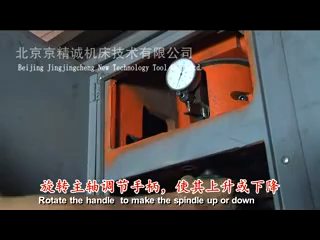 北京京精诚机床技术有限公司
Beijing Jingjingcheng New Technology Tool Co.,Ltd.
旋转主轴调节手柄，使其上升或下降
Rotate the handle to make the spindle up or down